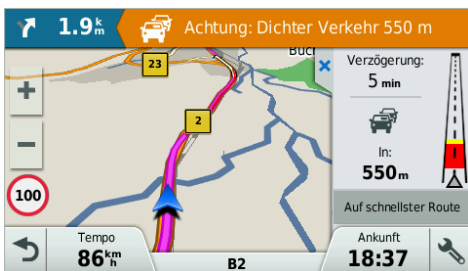 1.9 km
Achtung: Dichter Verkehr 550 m
23
Buch
2
100
Verzögerung:
5 min
In:
550 m
Auf schnellster Route
Tempo
86 km/h
B2
Ankunft
18:37